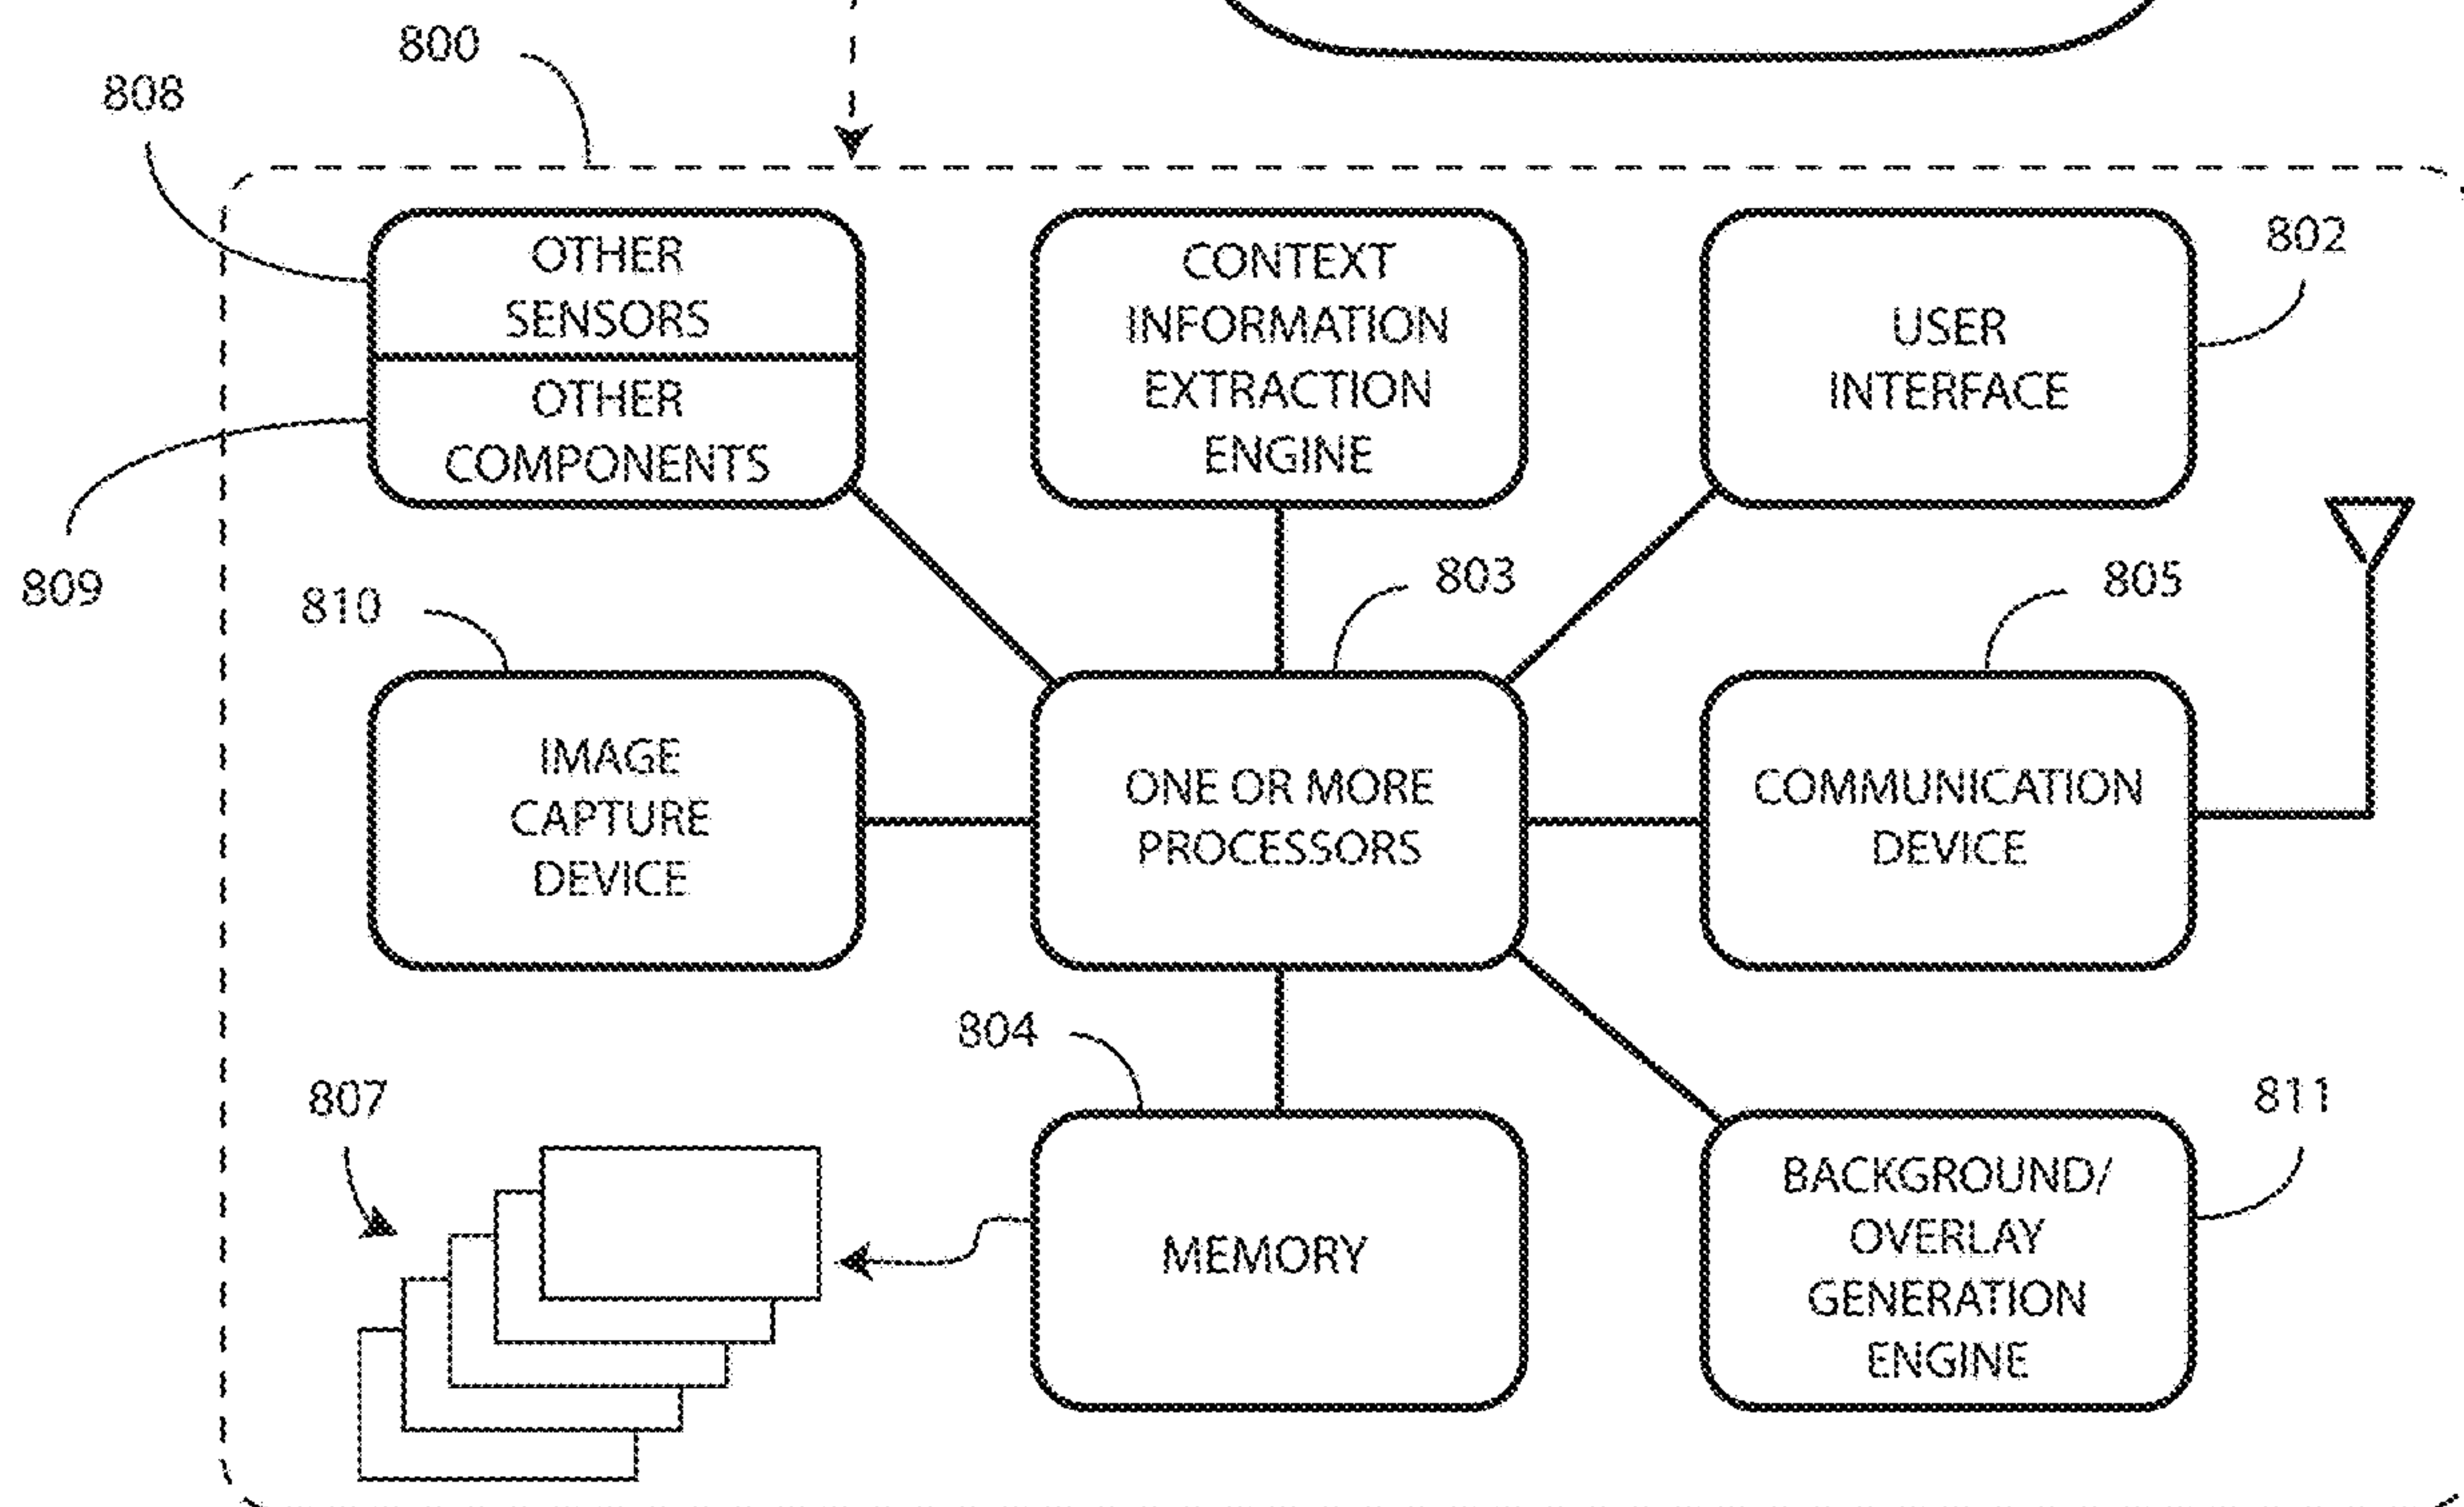 800
808
OTHER
SENSORS
OTHER
COMPONENTS
809
CONTEXT
INFORMATION
EXTRACTION
ENGINE
802
USER
INTERFACE
810
IMAGE
CAPTURE
DEVICE
803
ONE OR MORE
PROCESSORS
805
COMMUNICATION
DEVICE
807
804
MEMORY
811
BACKGROUND/
OVERLAY
GENERATION
ENGINE